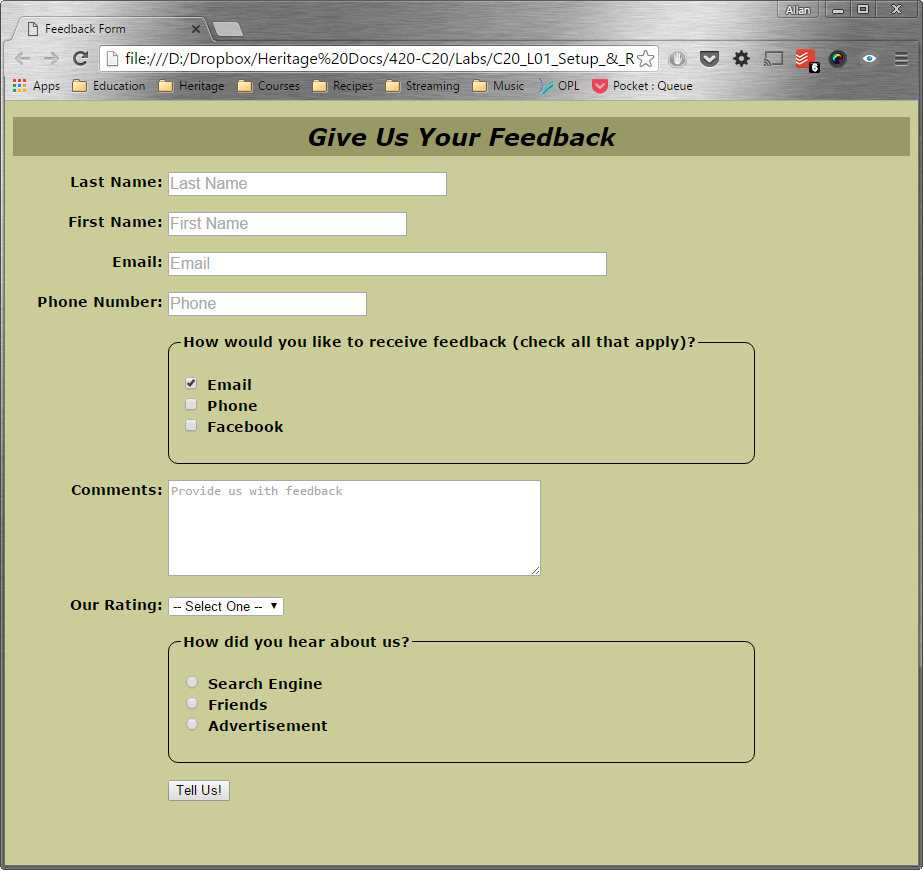 Allan
Feedback Form
file:///D:/Dropbox/Heritage%20Docs/420-C20/Labs/C20_L01_Setup_&_R
6
Apps Education Heritage Courses Recipes Streaming Music OPL Pocket : Queue
Give Us Your Feedback
Last Name: Last Name
First Name: First Name
Email: Email
Phone Number: Phone
How would you like to receive feedback (check all that apply)?
Email
Phone
Facebook
Comments: Provide us with feedback
Our Rating: -- Select One --
How did you hear about us?
Search Engine
Friends
Advertisement
Tell Us!